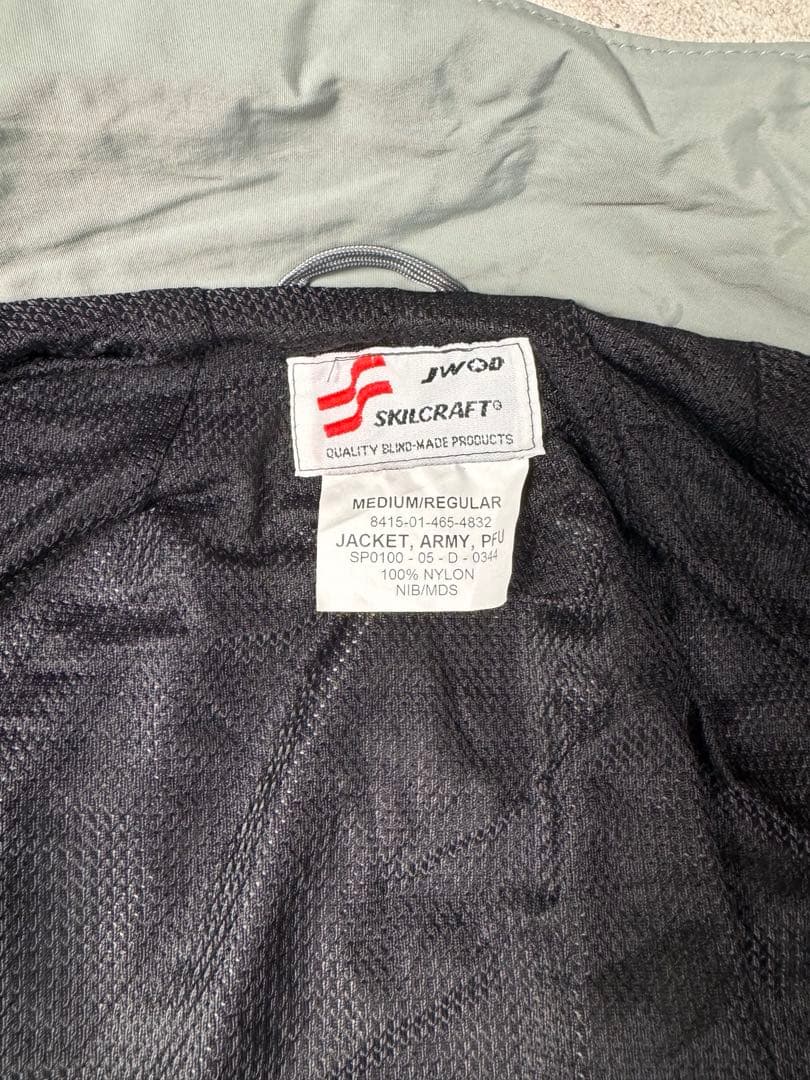 JWOD
SKILCRAFT®
QUALITY BLIND-MADE PRODUCTS
MEDIUM/REGULAR
8415-01-465-4832
JACKET, ARMY, PFU
SP0100 - 05 - D - 0344
100% NYLON
NIB/MDS